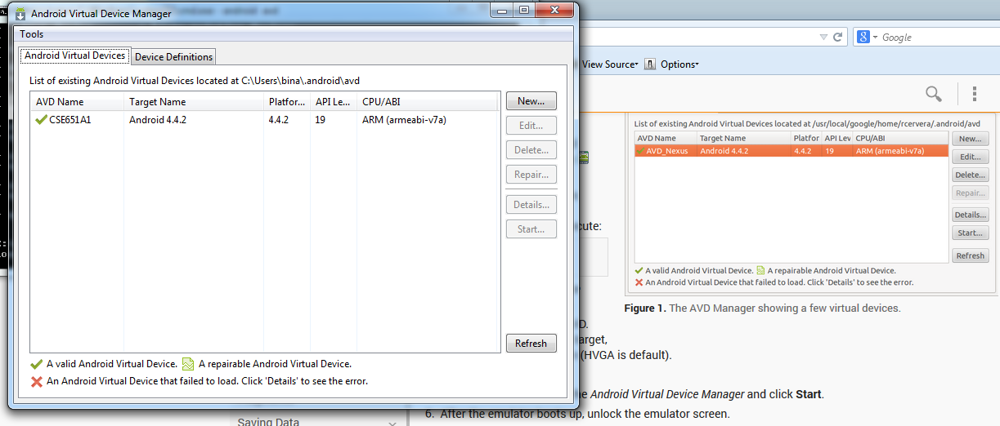 Android Virtual Device Manager
Tools
Android Virtual Devices Device Definitions
List of existing Android Virtual Devices located at C:\Users\bina\.android\avd
AVD Name Target Name Platfor... API Le... CPU/ABI
CSE651A1 Android 4.4.2 4.4.2 19 ARM (armeabi-v7a)
New...
Edit...
Delete...
Repair...
Details...
Start...
Refresh
A valid Android Virtual Device. A repairable Android Virtual Device.
An Android Virtual Device that failed to load. Click 'Details' to see the error.
8 Google
View Source Options
List of existing Android Virtual Devices located at /usr/local/google/home/rcervera/.android/avd
AVD Name Target Name Platfor API Lev CPU/ABI
AVD_Nexus Android 4.4.2 4.4.2 19 ARM (armeabi-v7a)
New...
Edit...
Delete...
Repair...
Details...
Start...
Refresh
A valid Android Virtual Device. A repairable Android Virtual Device.
An Android Virtual Device that failed to load. Click 'Details' to see the error.
Figure 1. The AVD Manager showing a few virtual devices.
cute:
D.
arget,
(HVGA is default).
e Android Virtual Device Manager and click Start.
6. After the emulator boots up, unlock the emulator screen.
Saving Data